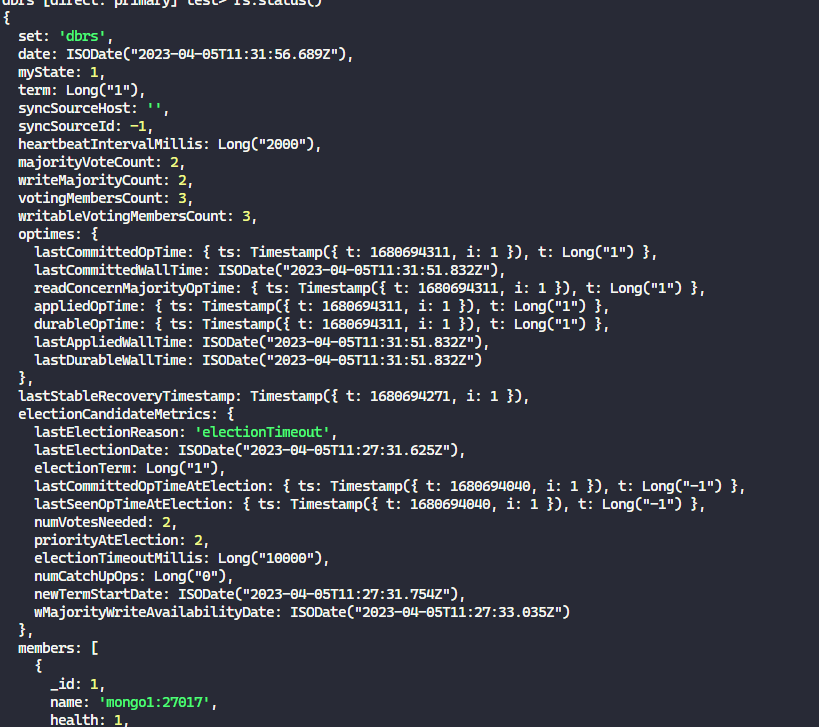 dbrs [direct: primary] test> rs.status()
{
  set: 'dbrs',
  date: ISODate("2023-04-05T11:31:56.689Z"),
  myState: 1,
  term: Long("1"),
  syncSourceHost: '',
  syncSourceId: -1,
  heartbeatIntervalMillis: Long("2000"),
  majorityVoteCount: 2,
  writeMajorityCount: 2,
  votingMembersCount: 3,
  writableVotingMembersCount: 3,
  optimes: {
    lastCommittedOpTime: { ts: Timestamp({ t: 1680694311, i: 1 }), t: Long("1") },
    lastCommittedWallTime: ISODate("2023-04-05T11:31:51.832Z"),
    readConcernMajorityOpTime: { ts: Timestamp({ t: 1680694311, i: 1 }), t: Long("1") },
    appliedOpTime: { ts: Timestamp({ t: 1680694311, i: 1 }), t: Long("1") },
    durableOpTime: { ts: Timestamp({ t: 1680694311, i: 1 }), t: Long("1") },
    lastAppliedWallTime: ISODate("2023-04-05T11:31:51.832Z"),
    lastDurableWallTime: ISODate("2023-04-05T11:31:51.832Z")
  },
  lastStableRecoveryTimestamp: Timestamp({ t: 1680694271, i: 1 }),
  electionCandidateMetrics: {
    lastElectionReason: 'electionTimeout',
    lastElectionDate: ISODate("2023-04-05T11:27:31.625Z"),
    electionTerm: Long("1"),
    lastCommittedOpTimeAtElection: { ts: Timestamp({ t: 1680694040, i: 1 }), t: Long("-1") },
    lastSeenOpTimeAtElection: { ts: Timestamp({ t: 1680694040, i: 1 }), t: Long("-1") },
    numVotesNeeded: 2,
    priorityAtElection: 2,
    electionTimeoutMillis: Long("10000"),
    numCatchUpOps: Long("0"),
    newTermStartDate: ISODate("2023-04-05T11:27:31.754Z"),
    wMajorityWriteAvailabilityDate: ISODate("2023-04-05T11:27:33.035Z")
  },
  members: [
    {
      _id: 1,
      name: 'mongo1:27017',
      health: 1,